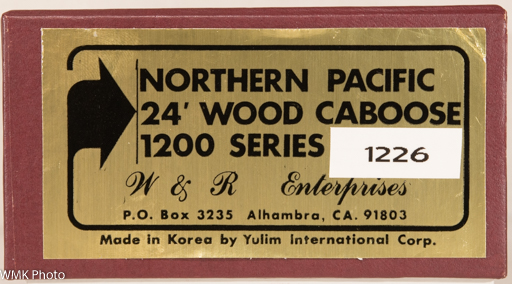 NORTHERN PACIFIC
24' WOOD CABOOSE
1200 SERIES 1226
W & R Enterprises
P.O. Box 3235 Alhambra, CA. 91803
Made in Korea by Yulim International Corp.
WMK Photo